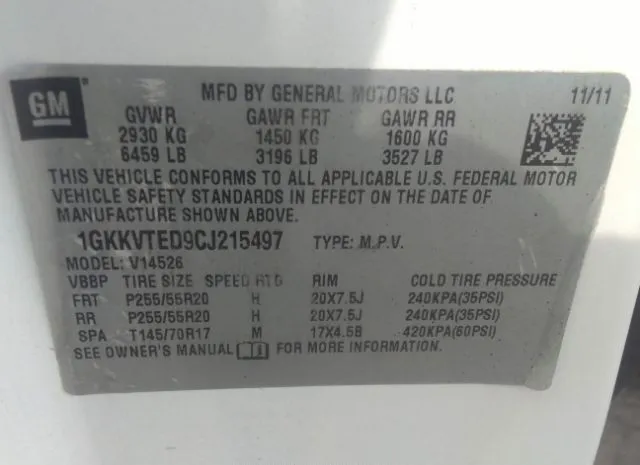 GM
MFD BY GENERAL MOTORS LLC 11/11
GVWR GAWR FRT GAWR RR
2930 KG 1450 KG 1600 KG
6459 LB 3196 LB 3527 LB
THIS VEHICLE CONFORMS TO ALL APPLICABLE U.S. FEDERAL MOTOR
VEHICLE SAFETY STANDARDS IN EFFECT ON THE DATE OF
MANUFACTURE SHOWN ABOVE.
1GKKVTED9CJ215497 TYPE: M.P.V.
MODEL: V14526
VBBP TIRE SIZE SPEED RTG RIM COLD TIRE PRESSURE
FRT P255/55R20 H 20X7.5J 240KPA(35PSI)
RR P255/55R20 H 20X7.5J 240KPA(35PSI)
SPA T145/70R17 M 17X4.5B 420KPA(60PSI)
SEE OWNER'S MANUAL FOR MORE INFORMATION.